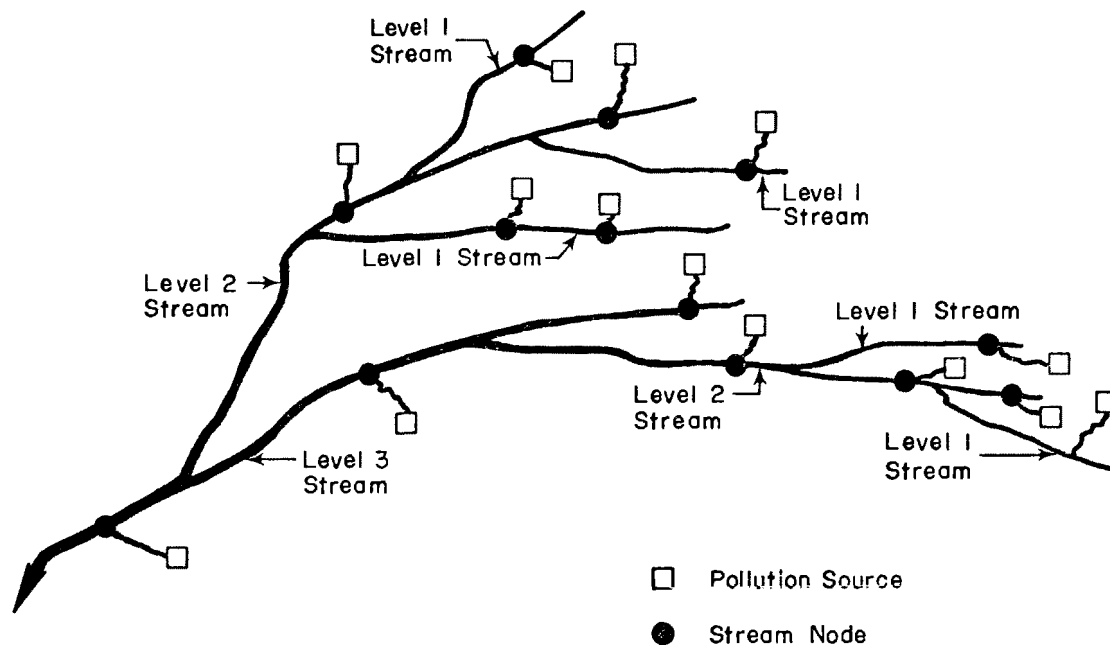 Level 1
Stream
Level 1
Stream
Level 1 Stream
Level 2
Stream
Level 1 Stream
Level 2
Stream
Level 1
Stream
Level 3
Stream
Pollution Source
Stream Node